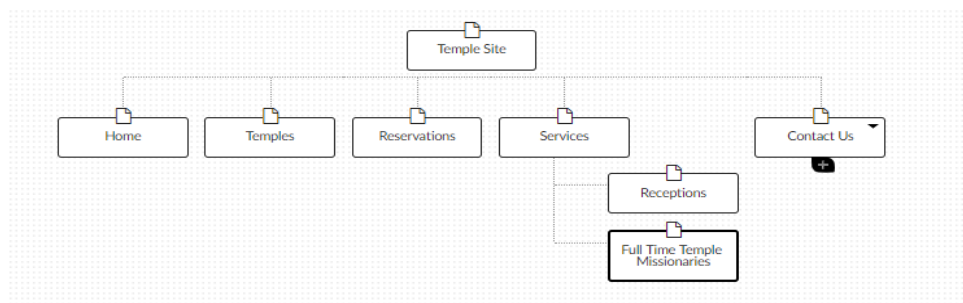 Temple Site
Home
Temples
Reservations
Services
Contact Us
Receptions
Full Time Temple
Missionaries